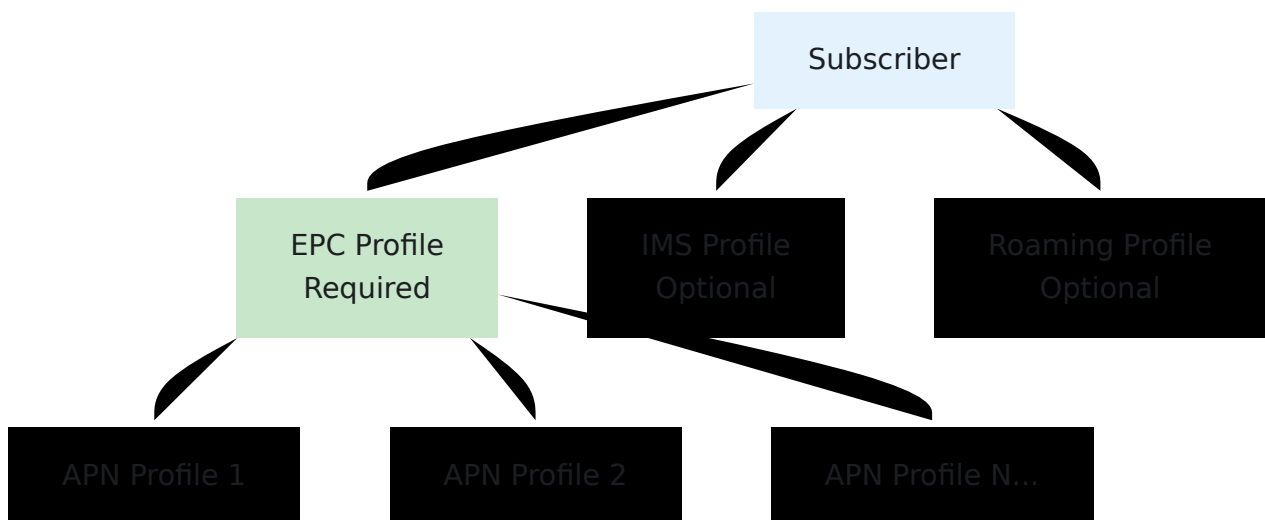 Subscriber
EPC Profile
Required
IMS Profile
Optional
Roaming Profile
Optional
APN Profile 1
APN Profile 2
APN Profile N...